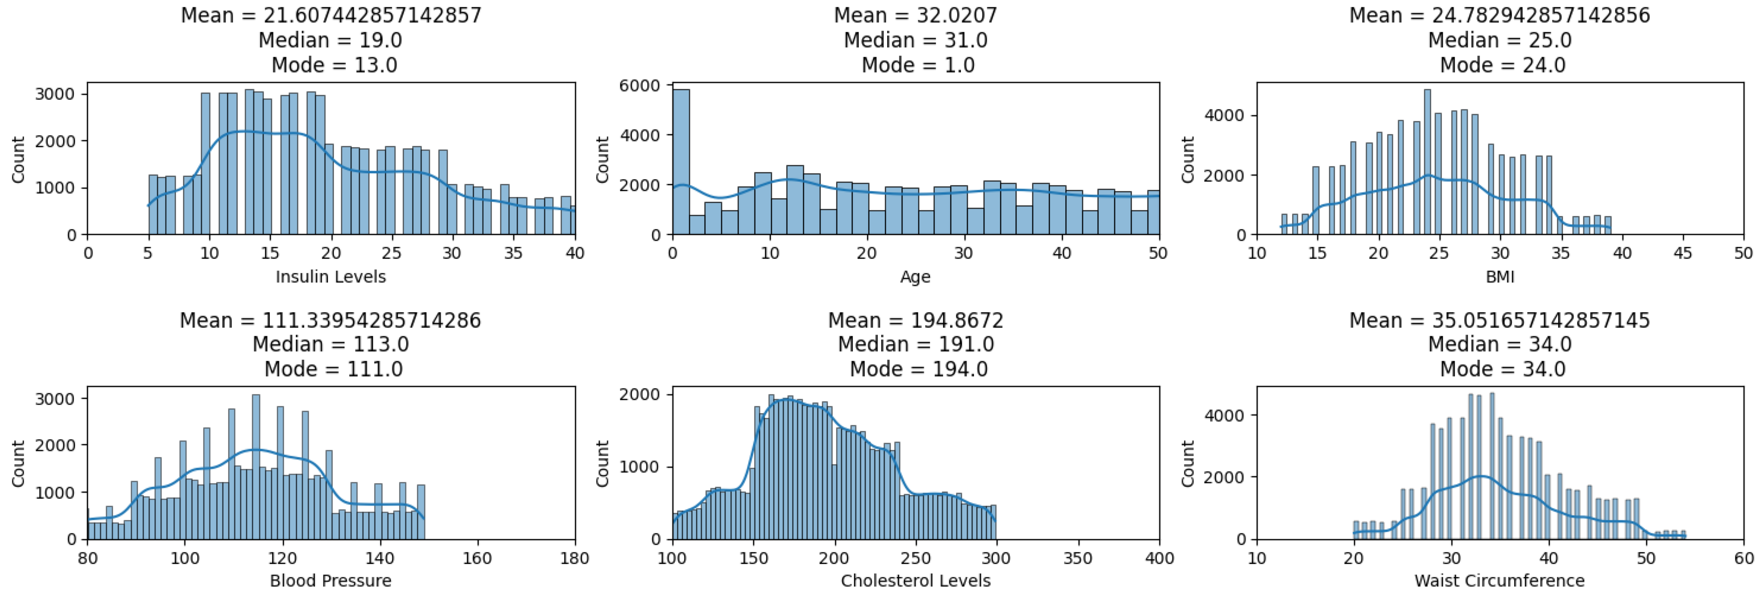 Mean = 21.607442857142857
Median = 19.0
Mode = 13.0
3000
2000
1000
0
Count
0 5 10 15 20 25 30 35 40
Insulin Levels
Mean = 32.0207
Median = 31.0
Mode = 1.0
6000
4000
2000
0
Count
0 10 20 30 40 50
Age
Mean = 24.782942857142856
Median = 25.0
Mode = 24.0
4000
2000
0
Count
10 15 20 25 30 35 40 45 50
BMI
Mean = 111.33954285714286
Median = 113.0
Mode = 111.0
3000
2000
1000
0
Count
80 100 120 140 160 180
Blood Pressure
Mean = 194.8672
Median = 191.0
Mode = 194.0
2000
1000
0
Count
100 150 200 250 300 350 400
Cholesterol Levels
Mean = 35.051657142857145
Median = 34.0
Mode = 34.0
4000
2000
0
Count
10 20 30 40 50 60
Waist Circumference